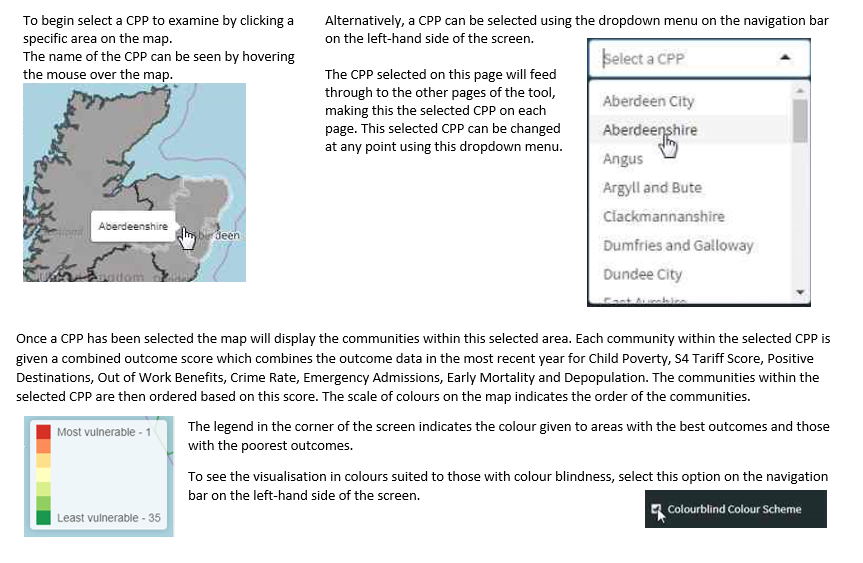 To begin select a CPP to examine by clicking a
specific area on the map.
The name of the CPP can be seen by hovering
the mouse over the map.
Aberdeenshire
deen
Alternatively, a CPP can be selected using the dropdown menu on the navigation bar
on the left-hand side of the screen.
The CPP selected on this page will feed
through to the other pages of the tool,
making this the selected CPP on each
page. This selected CPP can be changed
at any point using this dropdown menu.
Select a CPP
Aberdeen City
Aberdeenshire
Angus
Argyll and Bute
Clackmannanshire
Dumfries and Galloway
Dundee City
Once a CPP has been selected the map will display the communities within this selected area. Each community within the selected CPP is
given a combined outcome score which combines the outcome data in the most recent year for Child Poverty, S4 Tariff Score, Positive
Destinations, Out of Work Benefits, Crime Rate, Emergency Admissions, Early Mortality and Depopulation. The communities within the
selected CPP are then ordered based on this score. The scale of colours on the map indicates the order of the communities.
Most vulnerable - 1
Least vulnerable - 35
The legend in the corner of the screen indicates the colour given to areas with the best outcomes and those
with the poorest outcomes.
To see the visualisation in colours suited to those with colour blindness, select this option on the navigation
bar on the left-hand side of the screen.
Colourblind Colour Scheme